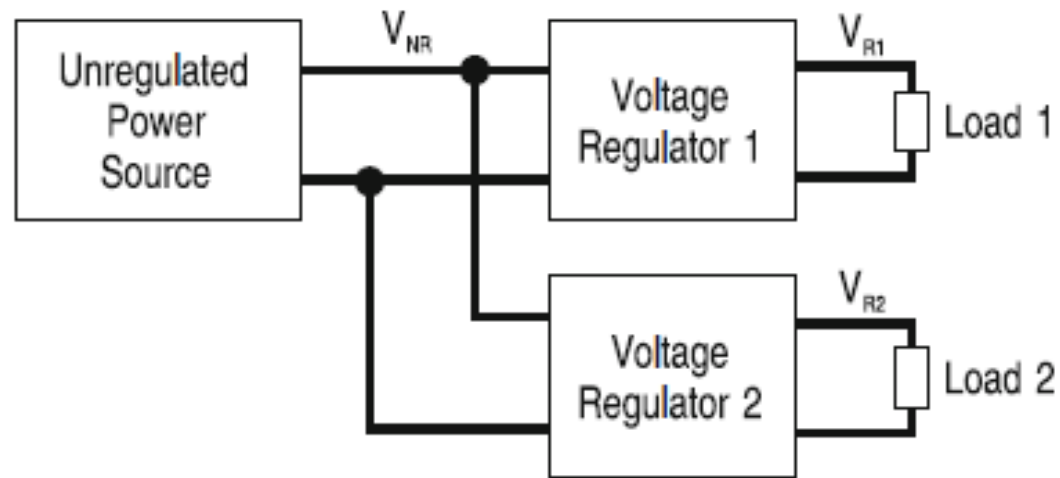 Unregulated
Power
Source
V_NR
Voltage
Regulator 1
V_R1
Load 1
Voltage
Regulator 2
V_R2
Load 2